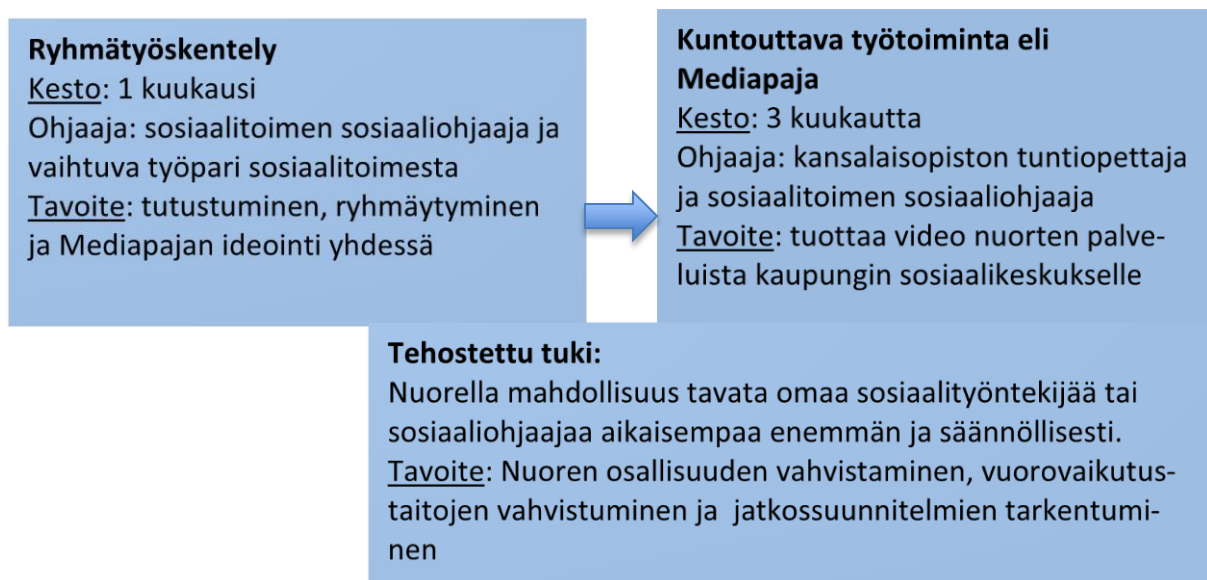 Ryhmätyöskentely
Kesto: 1 kuukausi
Ohjaaja: sosiaalitoimen sosiaaliohjaaja ja
vaihtuva työpari sosiaalitoimesta
Tavoite: tutustuminen, ryhmäytyminen
ja Mediapajan ideointi yhdessä
Kuntouttava työtoiminta eli
Mediapaja
Kesto: 3 kuukautta
Ohjaaja: kansalaisopiston tuntiopettaja
ja sosiaalitoimen sosiaaliohjaaja
Tavoite: tuottaa video nuorten palve-
luista kaupungin sosiaalikeskukselle
Tehostettu tuki:
Nuorella mahdollisuus tavata omaa sosiaalityöntekijää tai
sosiaaliohjaajaa aikaisempaa enemmän ja säännöllisesti.
Tavoite: Nuoren osallisuuden vahvistaminen, vuorovaikutus-
taitojen vahvistuminen ja jatkossuunnitelmien tarkentumi-
nen